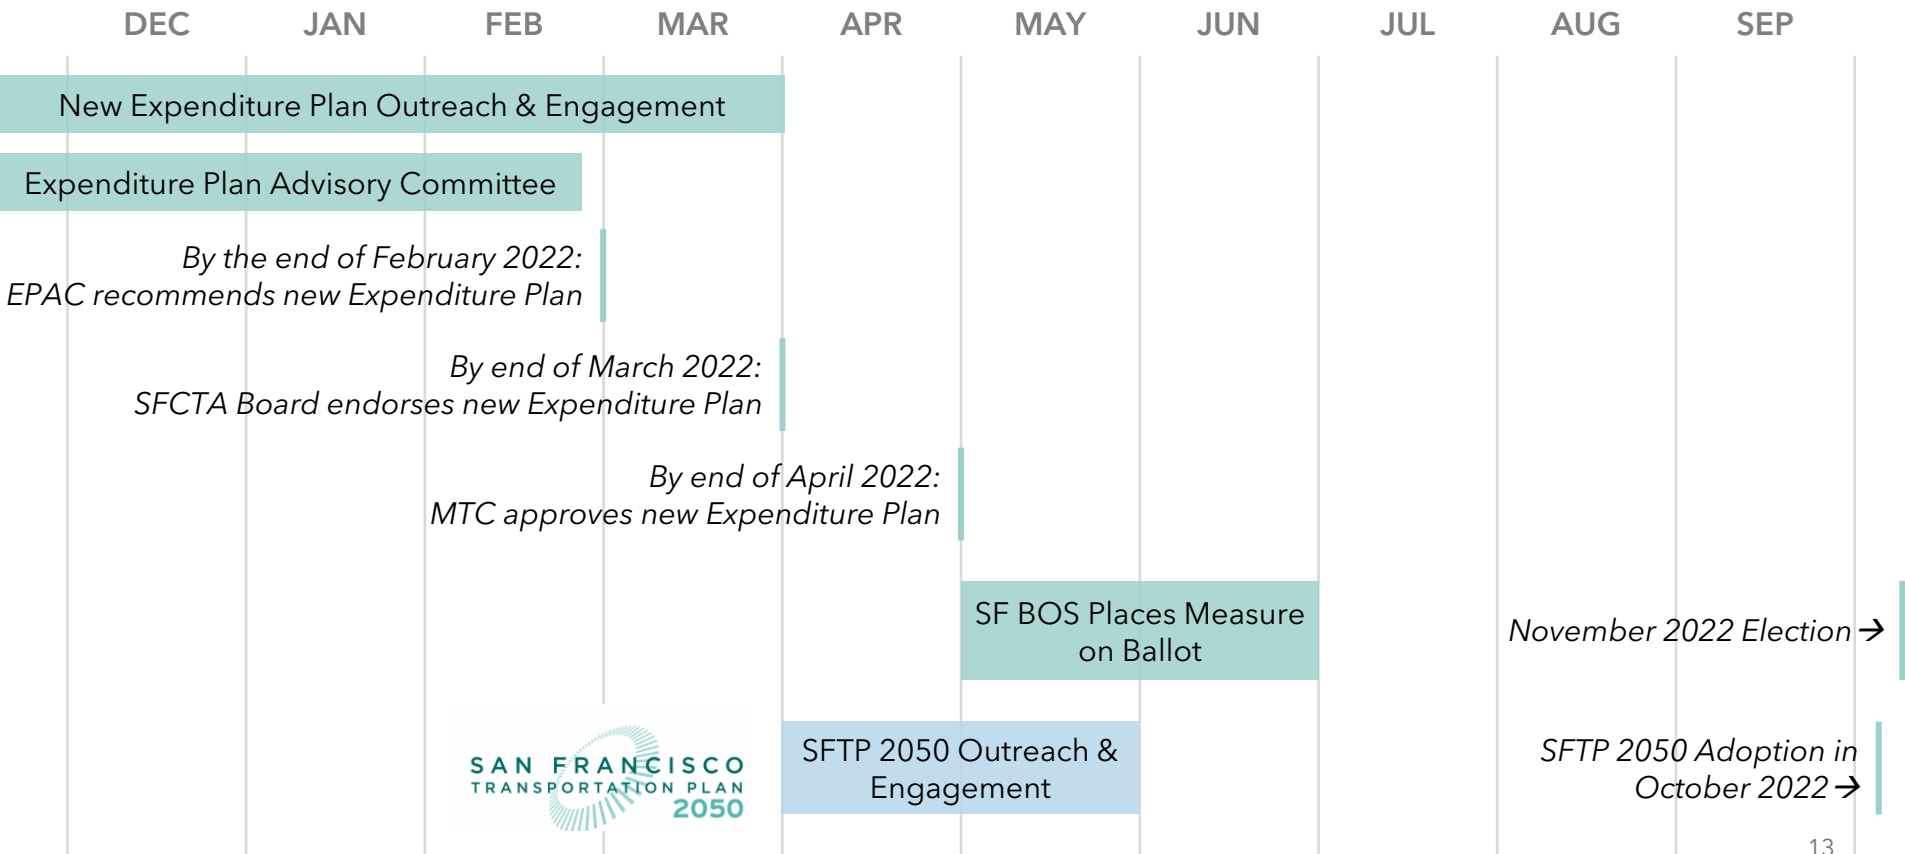 DEC JAN FEB MAR APR MAY JUN JUL AUG SEP
New Expenditure Plan Outreach & Engagement
Expenditure Plan Advisory Committee
By the end of February 2022:
EPAC recommends new Expenditure Plan
By end of March 2022:
SFCTA Board endorses new Expenditure Plan
By end of April 2022:
MTC approves new Expenditure Plan
SF BOS Places Measure
on Ballot
November 2022 Election→
SAN FRANCISCO
TRANSPORTATION PLAN
2050
SFTP 2050 Outreach &
Engagement
SFTP 2050 Adoption in
October 2022→
13